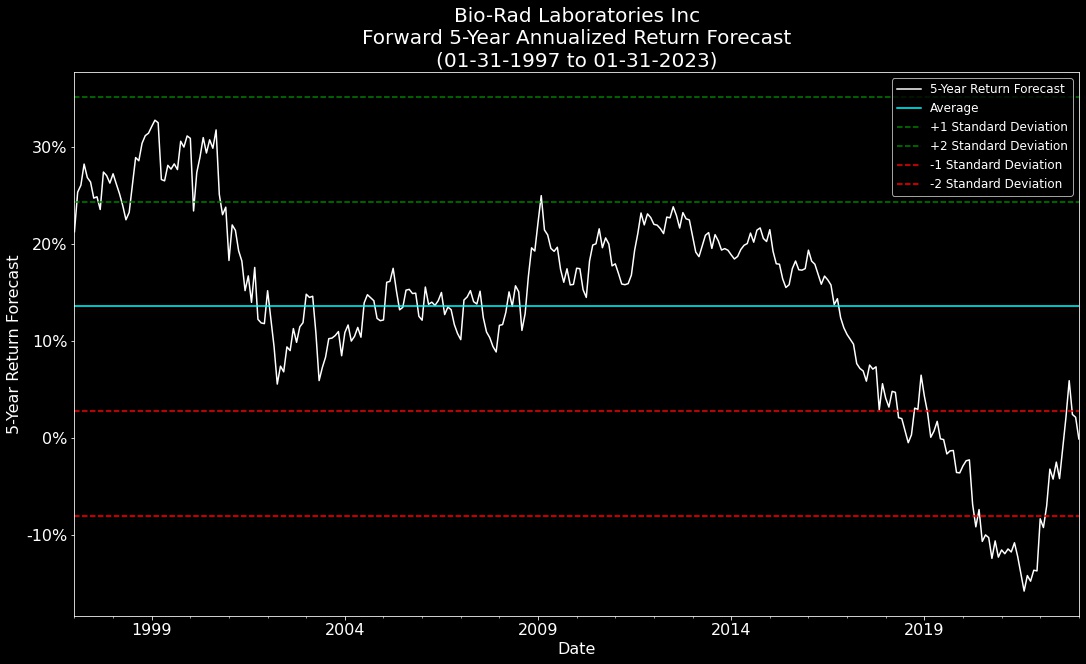 Bio-Rad Laboratories Inc
Forward 5-Year Annualized Return Forecast
(01-31-1997 to 01-31-2023)
5-Year Return Forecast
Average
+1 Standard Deviation
+2 Standard Deviation
-1 Standard Deviation
-2 Standard Deviation
5-Year Return Forecast
30%
20%
10%
0%
-10%
1999
2004
2009
2014
2019
Date